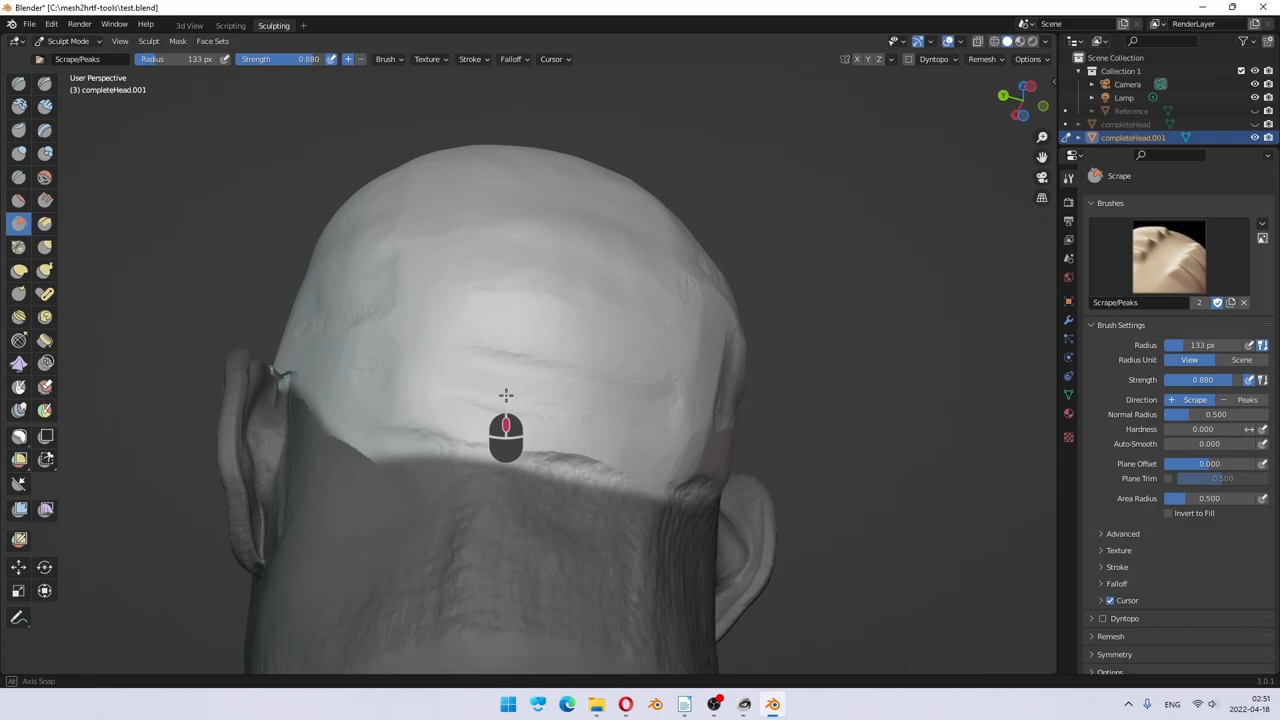 Blender* [C:\mesh2hrtf-tools\test.blend]
File Edit Render Window Help 3d View Scripting Sculpting + Scene RenderLayer
Sculpt Mode View Sculpt Mask Face Sets
Scrape/Peaks Radius 133 px Strength 0.880 + − Brush Texture Stroke Falloff Cursor X Y Z Dyntopo Remesh Options
User Perspective
(3) completeHead.001
Y
Z
X
Scene Collection
Collection 1
Camera
Lamp
Reference
completeHead
completeHead.001
Scrape
Brushes
Scrape/Peaks 2
Brush Settings
Radius 133 px
Radius Unit View Scene
Strength 0.880
Direction + Scrape − Peaks
Normal Radius 0.500
Hardness 0.000
Auto-Smooth 0.000
Plane Offset 0.000
Plane Trim 0.500
Area Radius 0.500
Invert to Fill
Advanced
Texture
Stroke
Falloff
Cursor
Dyntopo
Remesh
Symmetry
Options
Alt Axis Snap 3.0.1
ENG 02:51
2022-04-18